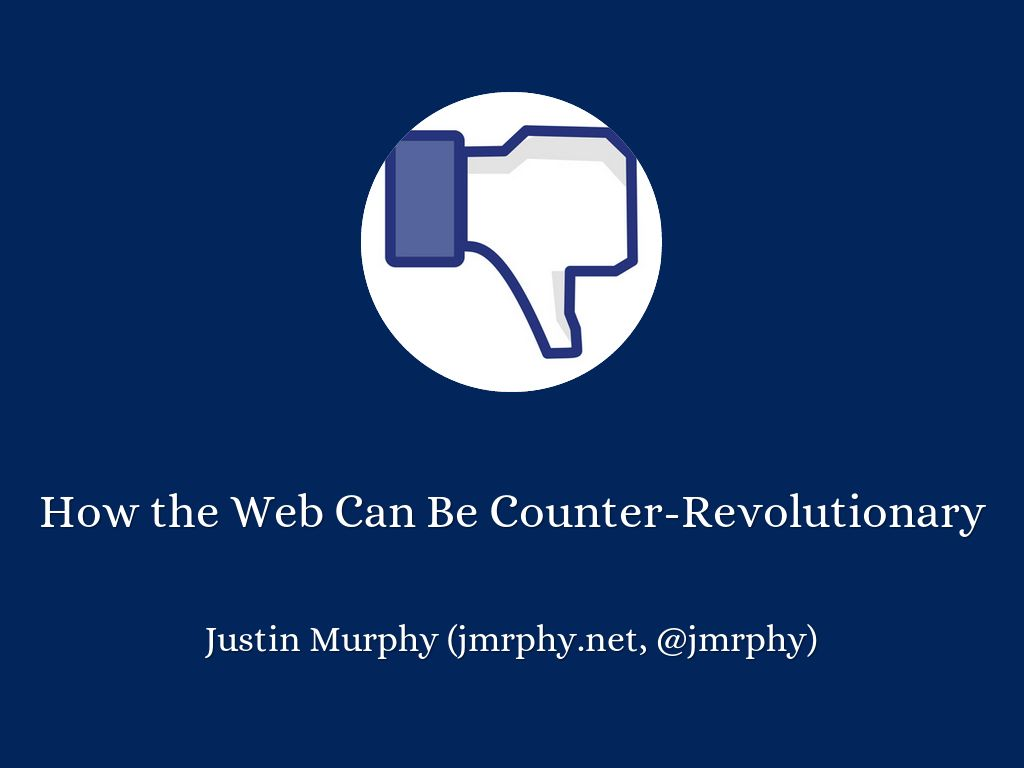 How the Web Can Be Counter-Revolutionary
Justin Murphy (jmrphy.net, @jmrphy)